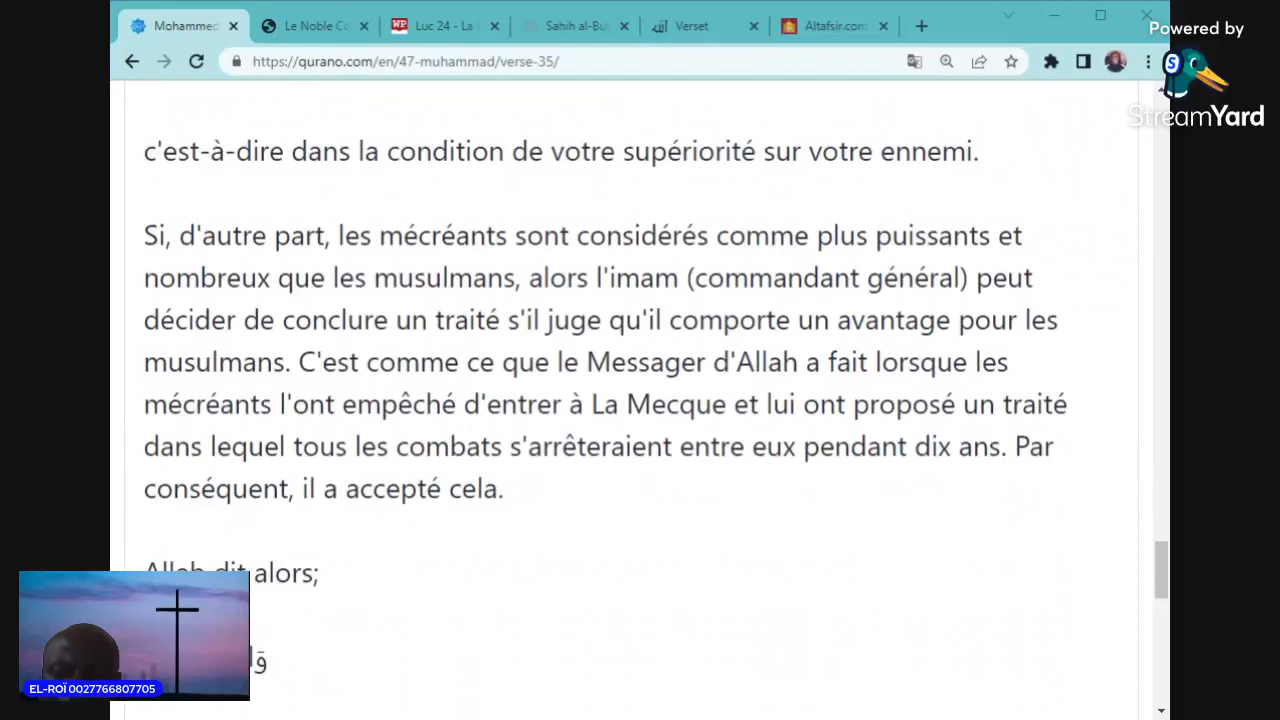 Mohammed
Le Noble Co
Luc 24 - La
Sahih al-Bu
Verset
Altafsir.com
https://qurano.com/en/47-muhammad/verse-35/
Powered by
StreamYard
c'est-à-dire dans la condition de votre supériorité sur votre ennemi.
Si, d'autre part, les mécréants sont considérés comme plus puissants et
nombreux que les musulmans, alors l'imam (commandant général) peut
décider de conclure un traité s'il juge qu'il comporte un avantage pour les
musulmans. C'est comme ce que le Messager d'Allah a fait lorsque les
mécréants l'ont empêché d'entrer à La Mecque et lui ont proposé un traité
dans lequel tous les combats s'arrêteraient entre eux pendant dix ans. Par
conséquent, il a accepté cela.
Allah dit alors;
EL-ROÏ 0027766807705